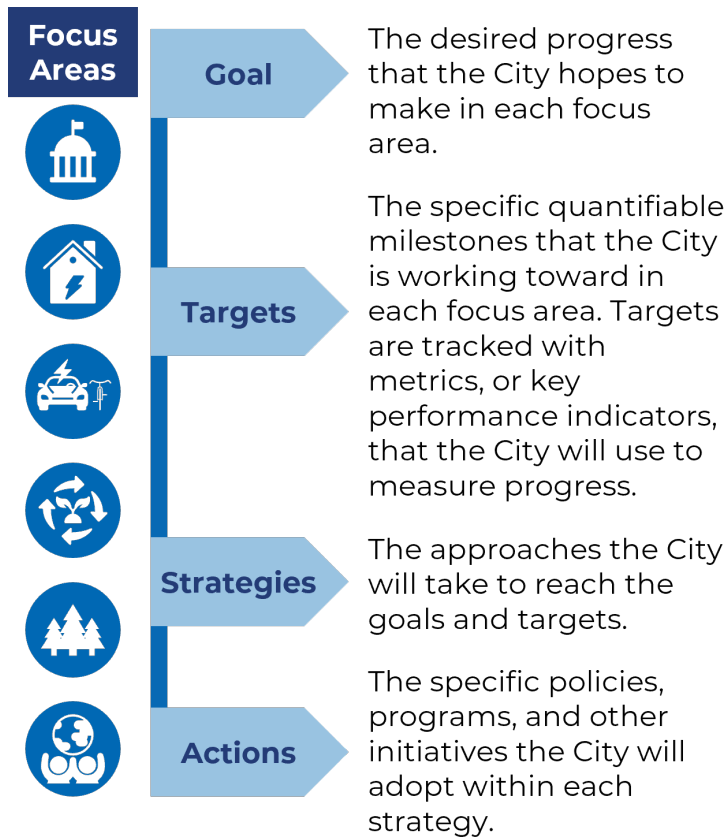 Focus
Areas
Goal
The desired progress
that the City hopes to
make in each focus
area.
Targets
The specific quantifiable
milestones that the City
is working toward in
each focus area. Targets
are tracked with
metrics, or key
performance indicators,
that the City will use to
measure progress.
Strategies
The approaches the City
will take to reach the
goals and targets.
Actions
The specific policies,
programs, and other
initiatives the City will
adopt within each
strategy.